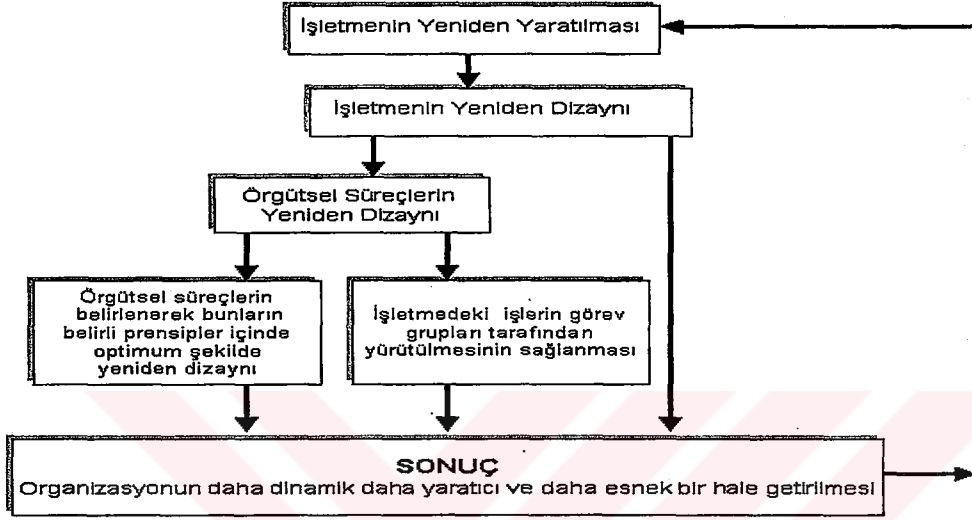 İşletmenin Yeniden Yaratılması
İşletmenin Yeniden Dizaynı
Örgütsel Süreçlerin
Yeniden Dizaynı
Örgütsel süreçlerin
belirlenerek bunların
belirli prensipler içinde
optimum şekilde
yeniden dizaynı
İşletmedeki işlerin görev
grupları tarafından
yürütülmesinin sağlanması
SONUÇ
Organizasyonun daha dinamik daha yaratıcı ve daha esnek bir hale getirilmesi